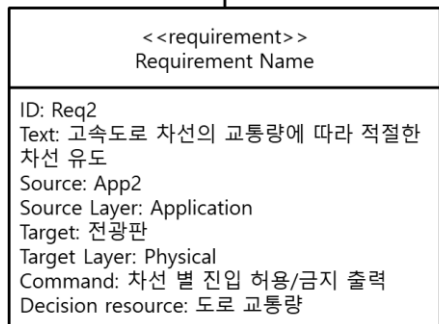 <<requirement>>
Requirement Name
ID: Req2
Text: 고속도로 차선의 교통량에 따라 적절한
차선 유도
Source: App2
Source Layer: Application
Target: 전광판
Target Layer: Physical
Command: 차선 별 진입 허용/금지 출력
Decision resource: 도로 교통량